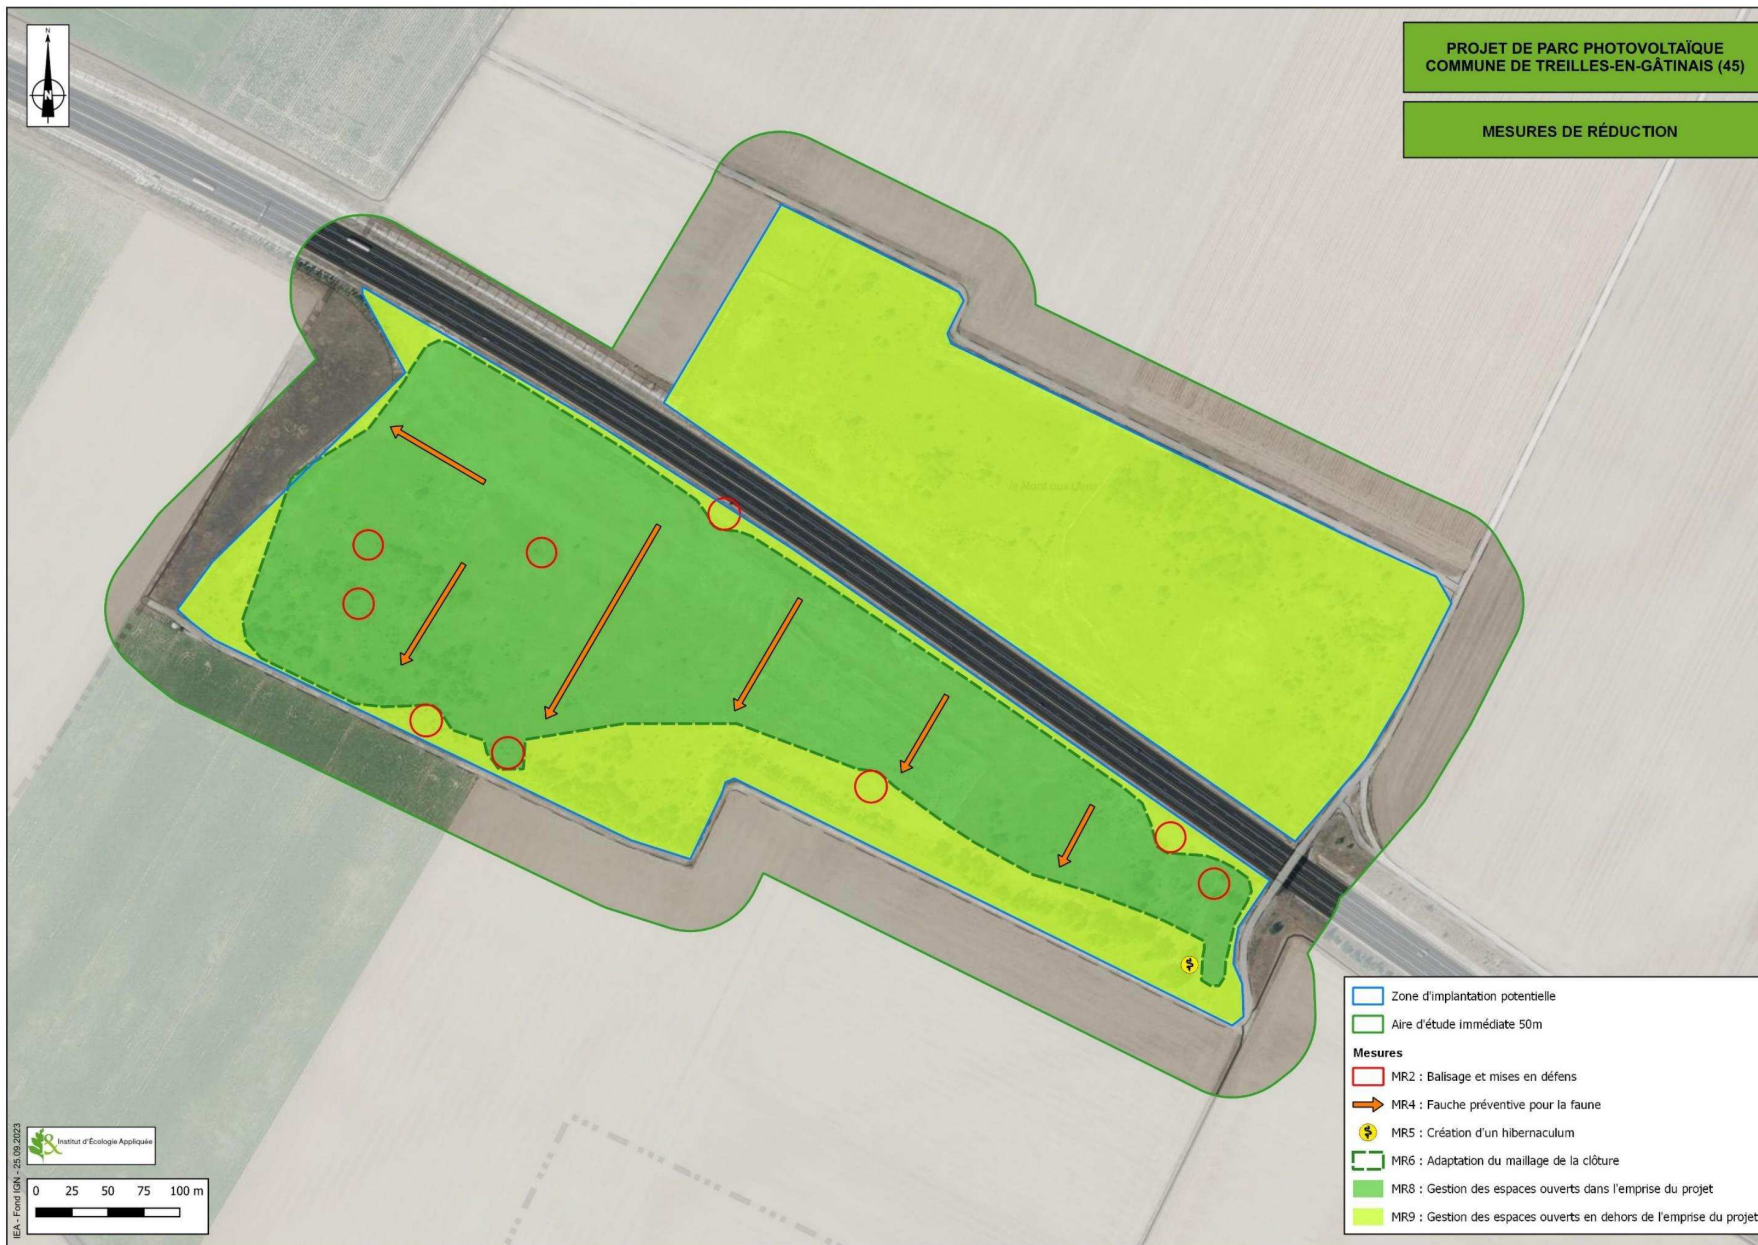 N
N
PROJET DE PARC PHOTOVOLTAÏQUE
COMMUNE DE TREILLES-EN-GÂTINAIS (45)
MESURES DE RÉDUCTION
Zone d'implantation potentielle
Aire d'étude immédiate 50m
Mesures
MR2 : Balisage et mises en défens
MR4 : Fauche préventive pour la faune
MR5 : Création d'un hibernaculum
MR6 : Adaptation du maillage de la clôture
MR8 : Gestion des espaces ouverts dans l'emprise du projet
MR9 : Gestion des espaces ouverts en dehors de l'emprise du projet
Institut d'Écologie Appliquée
0 25 50 75 100 m
IEA - Fond IGN - 25.09.2023